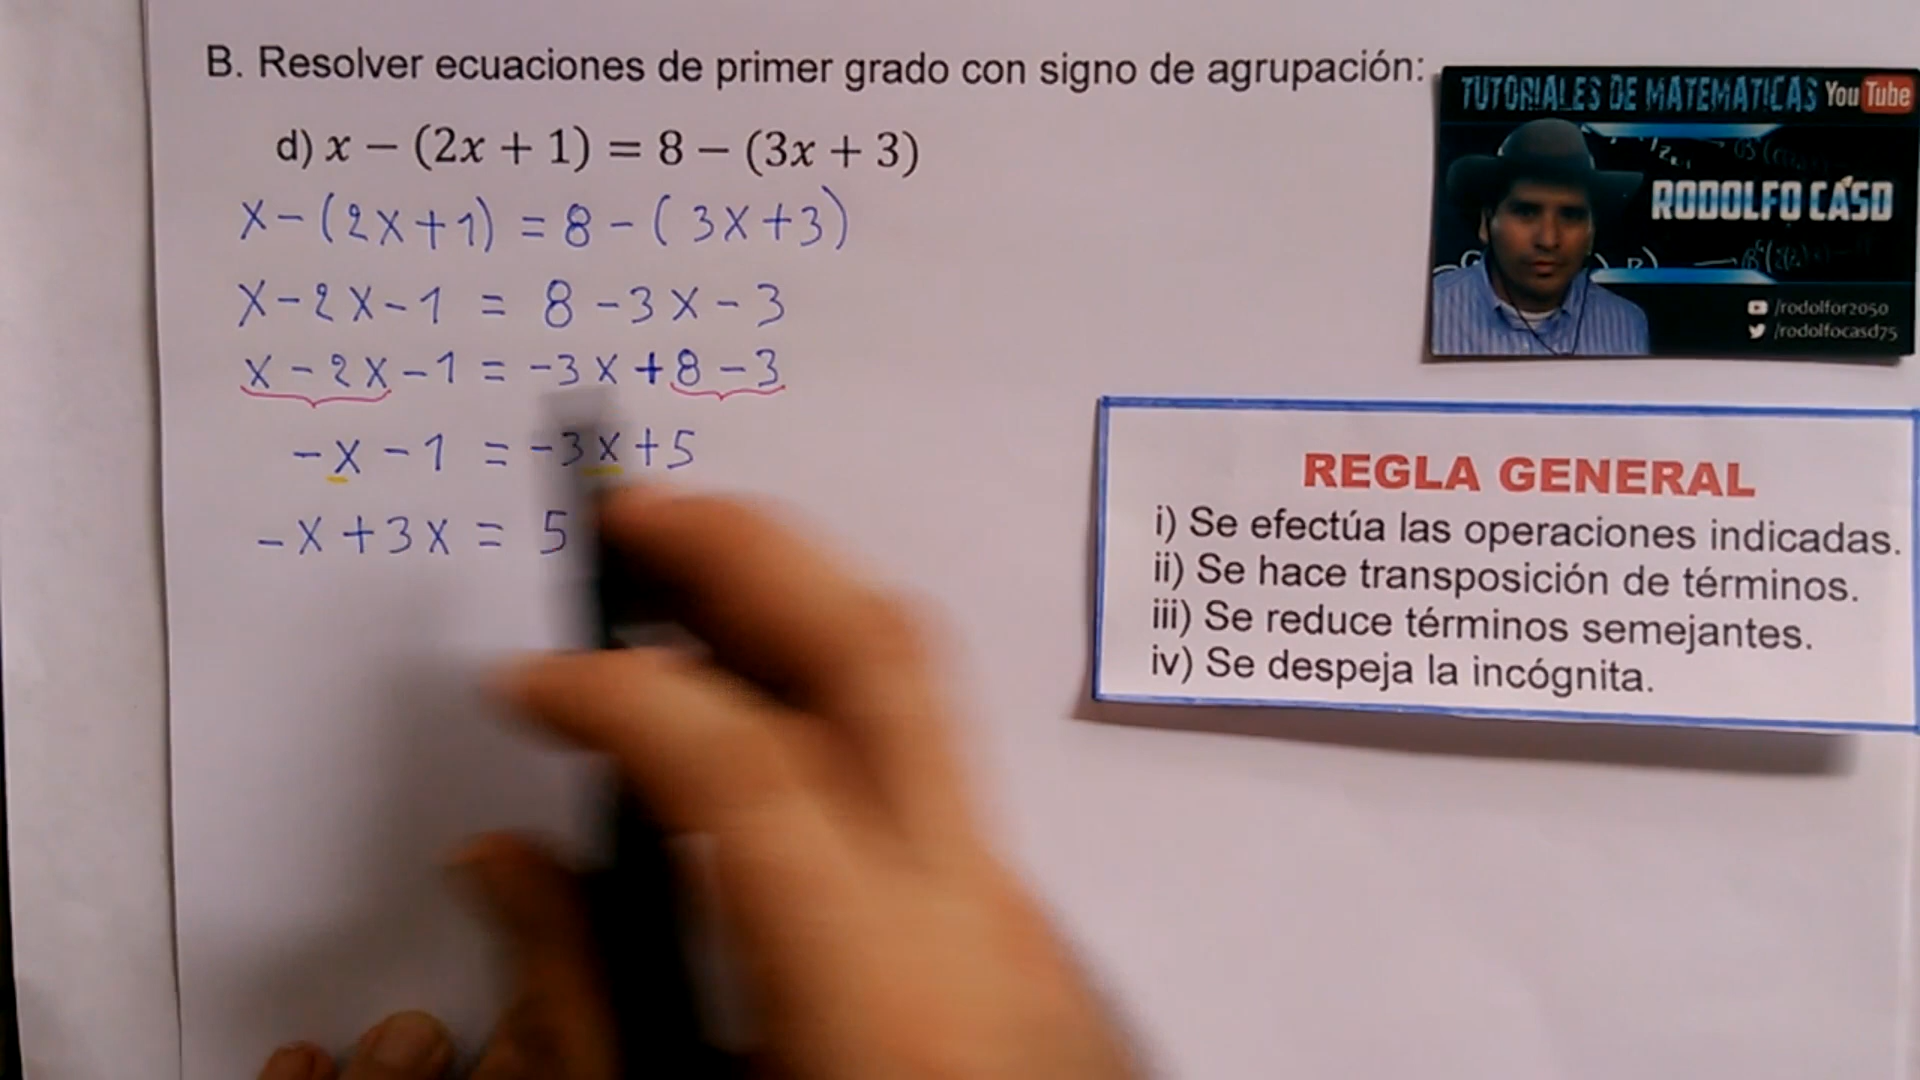 B. Resolver ecuaciones de primer grado con signo de agrupación:
d) x − (2x + 1) = 8 − (3x + 3)
x-(2x+1) = 8-(3x+3)
x-2x-1 = 8-3x-3
x-2x-1 = -3x+8-3
-x-1 = -3x+5
-x+3x = 5
TUTORIALES DE MATEMATICAS YouTube
RODOLFO CASD
/rodolfor2050
/rodolfocasd75
REGLA GENERAL
i) Se efectúa las operaciones indicadas.
ii) Se hace transposición de términos.
iii) Se reduce términos semejantes.
iv) Se despeja la incógnita.